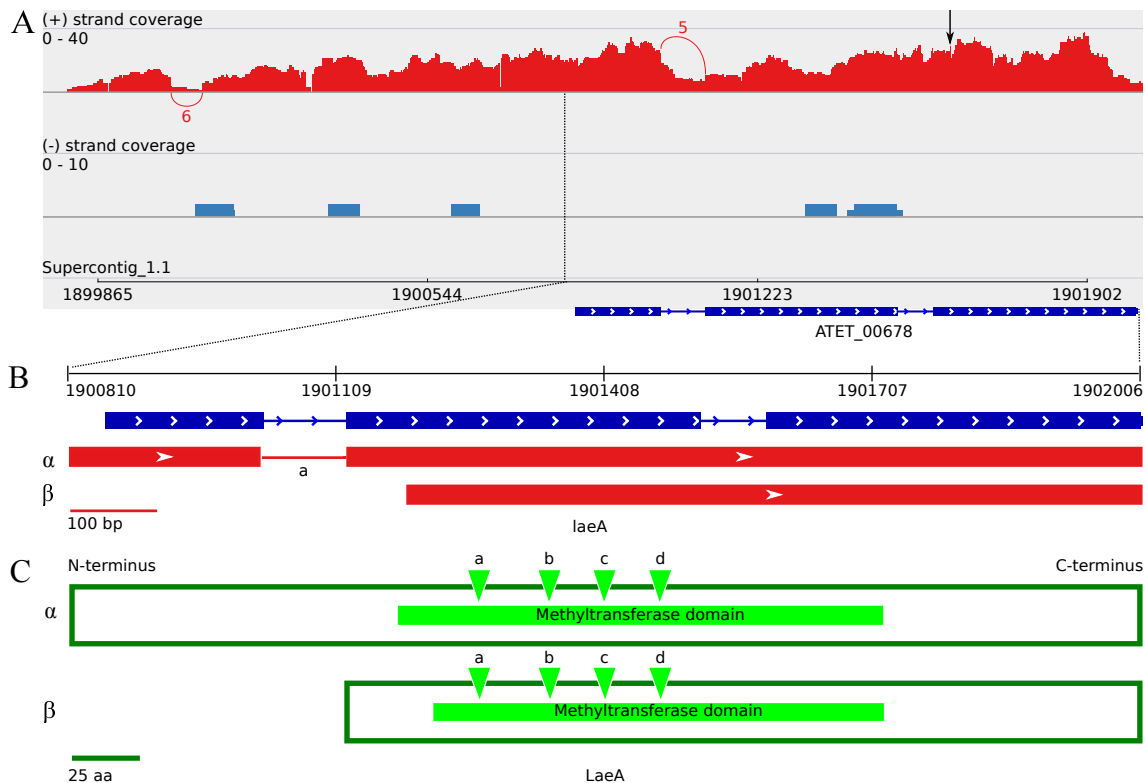 A
(+) strand coverage
0 - 40
5
6
(-) strand coverage
0 - 10
Supercontig_1.1
1899865 1900544 1901223 1901902
ATET_00678
B
1900810 1901109 1901408 1901707 2902006
α
a
β
100 bp
laeA
C
N-terminus C-terminus
a b c d
α
Methyltransferase domain
a b c d
β
Methyltransferase domain
25 aa
LaeA